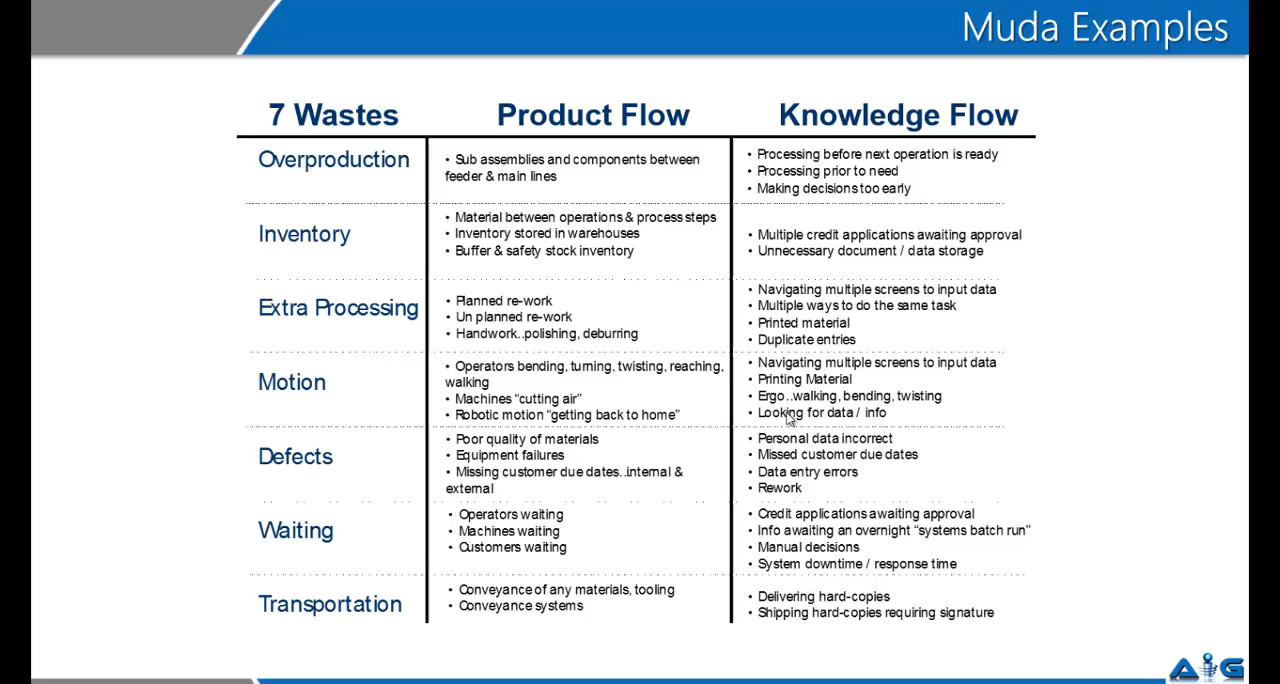 Muda Examples
7 Wastes
Product Flow
Knowledge Flow
Overproduction
• Sub assemblies and components between
feeder & main lines
• Processing before next operation is ready
• Processing prior to need
• Making decisions too early
Inventory
• Material between operations & process steps
• Inventory stored in warehouses
• Buffer & safety stock inventory
• Multiple credit applications awaiting approval
• Unnecessary document / data storage
Extra Processing
• Planned re-work
• Un planned re-work
• Handwork..polishing, deburring
• Navigating multiple screens to input data
• Multiple ways to do the same task
• Printed material
• Duplicate entries
Motion
• Operators bending, turning, twisting, reaching,
walking
• Machines “cutting air”
• Robotic motion “getting back to home”
• Navigating multiple screens to input data
• Printing Material
• Ergo..walking, bending, twisting
• Looking for data / info
Defects
• Poor quality of materials
• Equipment failures
• Missing customer due dates..internal &
external
• Personal data incorrect
• Missed customer due dates
• Data entry errors
• Rework
Waiting
• Operators waiting
• Machines waiting
• Customers waiting
• Credit applications awaiting approval
• Info awaiting an overnight “systems batch run”
• Manual decisions
• System downtime / response time
Transportation
• Conveyance of any materials, tooling
• Conveyance systems
• Delivering hard-copies
• Shipping hard-copies requiring signature
AiG